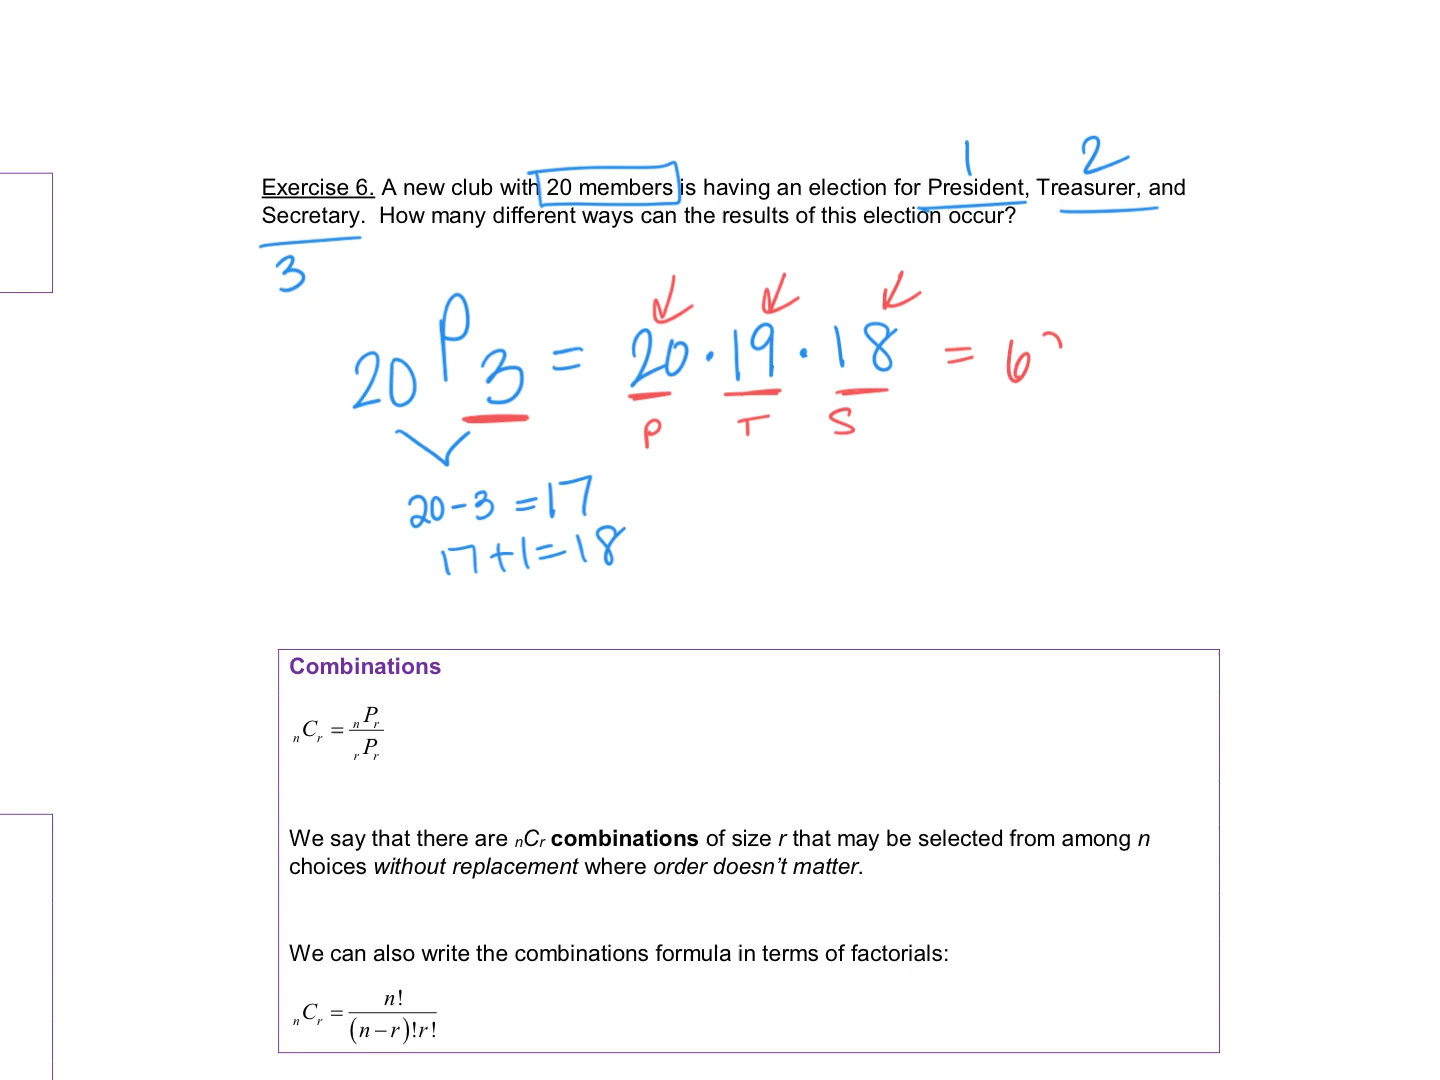 1 2
Exercise 6. A new club with 20 members is having an election for President, Treasurer, and
Secretary. How many different ways can the results of this election occur?
3
₂₀P₃ = 20 · 19 · 18 = 6
P T S
20 - 3 = 17
17 + 1 = 18
Combinations
ₙCᵣ = ₙPᵣ / ᵣPᵣ
We say that there are ₙCᵣ combinations of size r that may be selected from among n
choices without replacement where order doesn't matter.
We can also write the combinations formula in terms of factorials:
ₙCᵣ = n! / (n−r)!r!